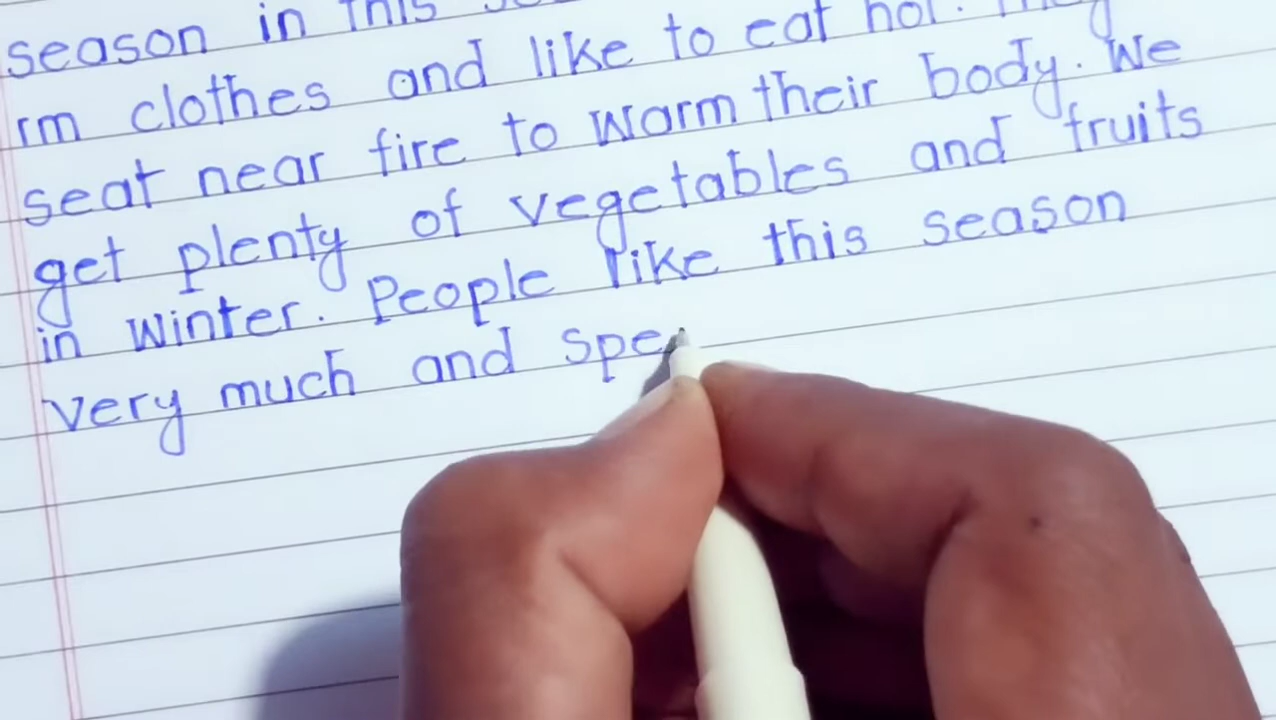 season in this
rm clothes and like to eat hot.
seat near fire to warm their body. We
get plenty of vegetables and fruits
in winter. People like this season
very much and spe